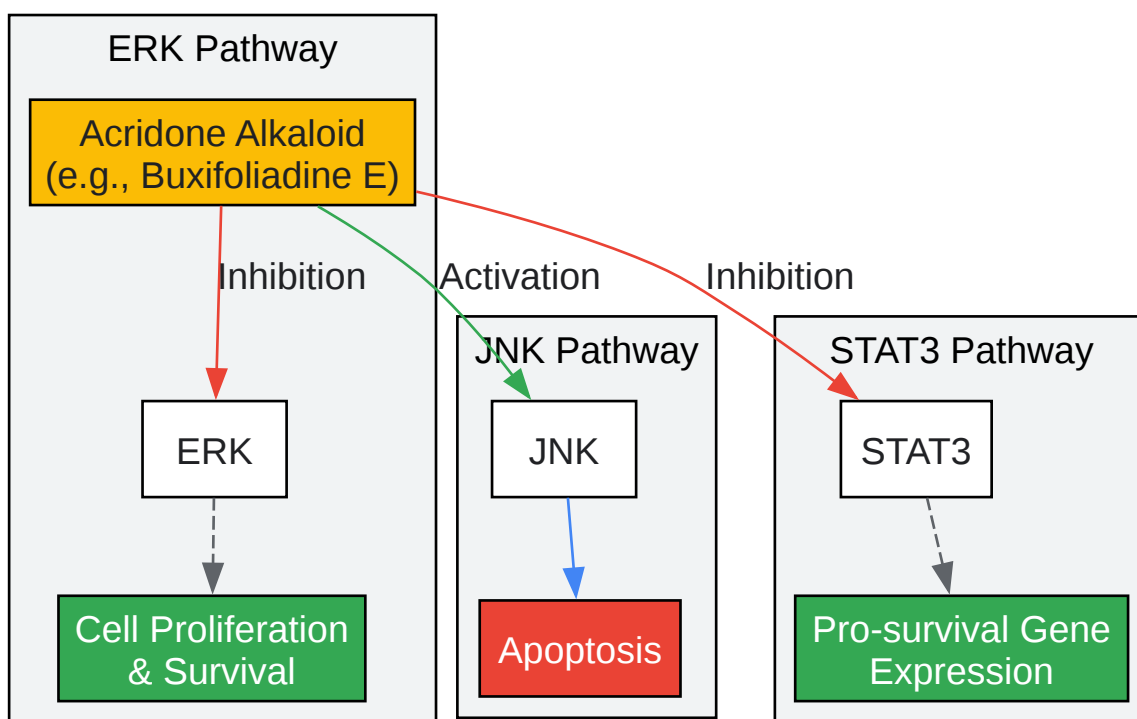 ERK Pathway
Acridone Alkaloid
(e.g., Buxifoliadine E)
Inhibition
Activation
Inhibition
JNK Pathway
STAT3 Pathway
ERK
JNK
STAT3
Cell Proliferation
& Survival
Apoptosis
Pro-survival Gene
Expression